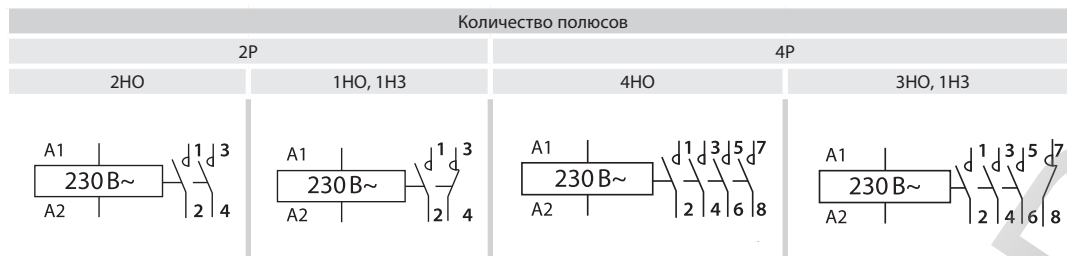 Количество полюсов
2P 4P
2НО 1НО, 1НЗ 4НО 3НО, 1НЗ
A1 1 3 A1 1 3 A1 1 3 5 7 A1 1 3 5 7
230 В~ 230 В~ 230 В~ 230 В~
A2 2 4 A2 2 4 A2 2 4 6 8 A2 2 4 6 8